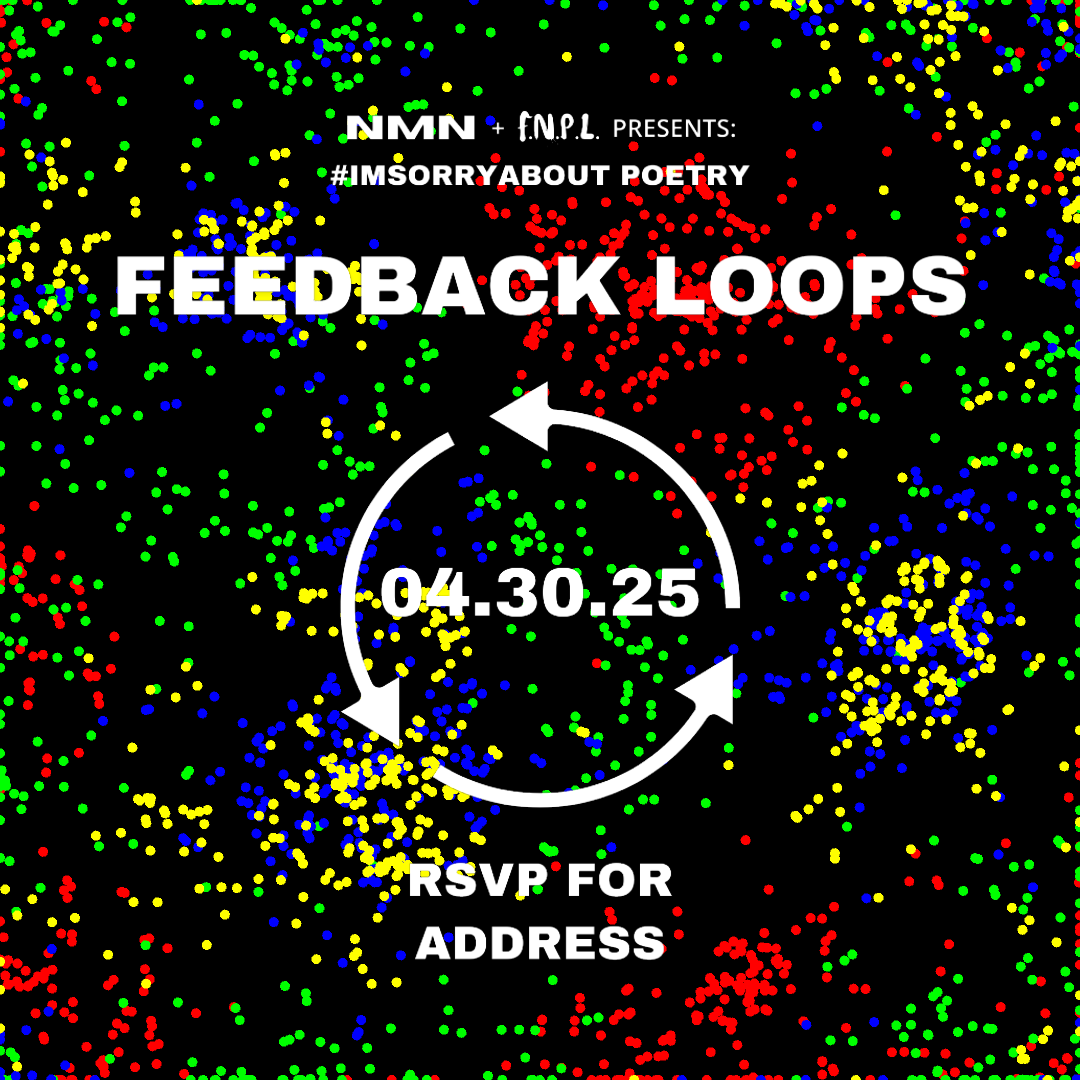 NMN + F.N.P.L. PRESENTS:
#IMSORRYABOUT POETRY
FEEDBACK LOOPS
04.30.25
RSVP FOR
ADDRESS